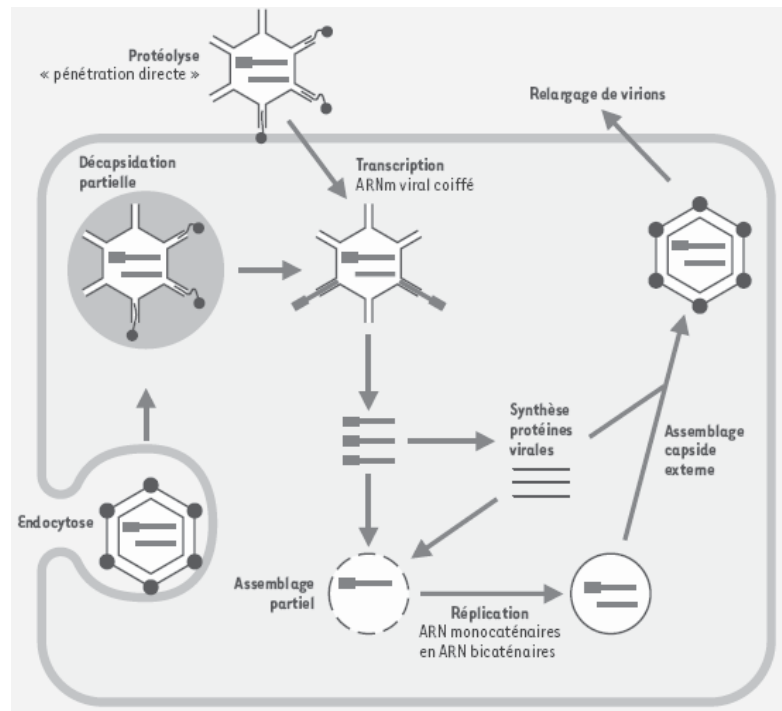 Protéolyse
« pénétration directe »
Relargage de virions
Décapsidation
partielle
Transcription
ARNm viral coiffé
Synthèse
protéines
virales
Assemblage
capside
externe
Endocytose
Assemblage
partiel
Réplication
ARN monocaténaires
en ARN bicaténaires